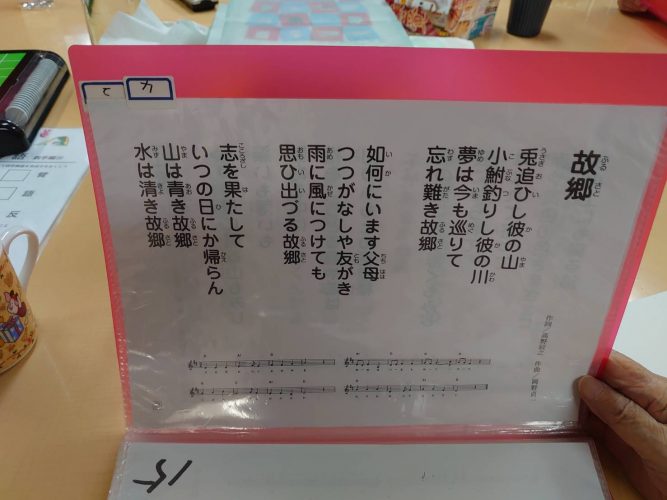 故郷
ふるさと
作詞／高野辰之 作曲／岡野貞一
兎追ひし彼の山
小鮒釣りし彼の川
夢は今も巡りて
忘れ難き故郷
如何にいます父母
つつがなしや友がき
雨に風につけても
思ひ出づる故郷
志を果たして
いつの日にか帰らん
山は青き故郷
水は清き故郷
15